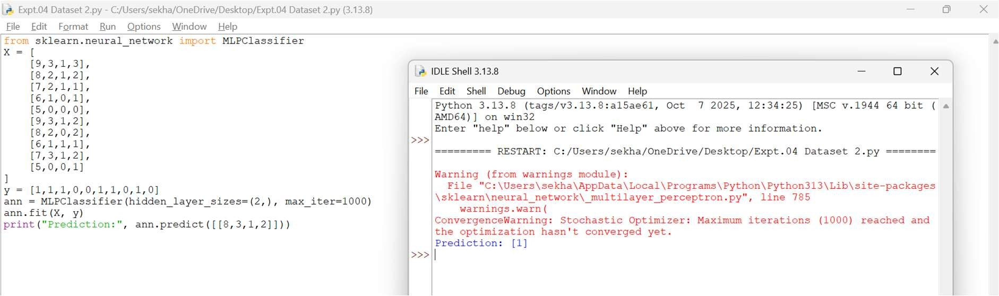 Expt.04 Dataset 2.py - C:/Users/sekha/OneDrive/Desktop/Expt.04 Dataset 2.py (3.13.8)
File Edit Format Run Options Window Help
from sklearn.neural_network import MLPClassifier
X = [
    [9,3,1,3],
    [8,2,1,2],
    [7,2,1,1],
    [6,1,0,1],
    [5,0,0,0],
    [9,3,1,2],
    [8,2,0,2],
    [6,1,1,1],
    [7,3,1,2],
    [5,0,0,1]
]
y = [1,1,1,0,0,1,1,0,1,0]
ann = MLPClassifier(hidden_layer_sizes=(2,), max_iter=1000)
ann.fit(X, y)
print("Prediction:", ann.predict([[8,3,1,2]]))
IDLE Shell 3.13.8
File Edit Shell Debug Options Window Help
Python 3.13.8 (tags/v3.13.8:a15ae61, Oct  7 2025, 12:34:25) [MSC v.1944 64 bit (
AMD64)] on win32
Enter "help" below or click "Help" above for more information.
>>>
========= RESTART: C:/Users/sekha/OneDrive/Desktop/Expt.04 Dataset 2.py ========
Warning (from warnings module):
  File "C:\Users\sekha\AppData\Local\Programs\Python\Python313\Lib\site-packages
\sklearn\neural_network\_multilayer_perceptron.py", line 785
    warnings.warn(
ConvergenceWarning: Stochastic Optimizer: Maximum iterations (1000) reached and
the optimization hasn't converged yet.
Prediction: [1]
>>>